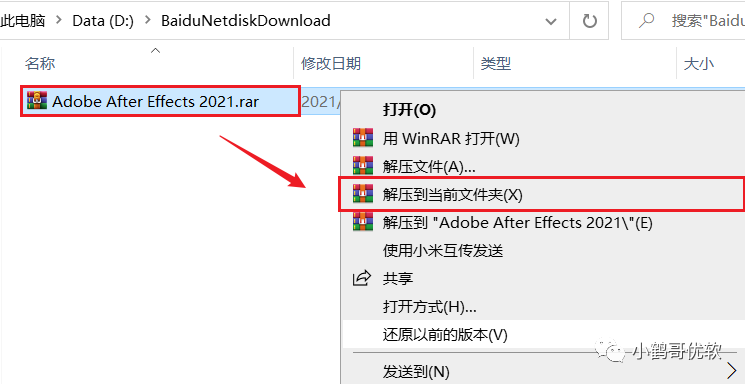 此电脑 > Data (D:) > BaiduNetdiskDownload 搜索"Baidu
名称 修改日期 类型 大小
Adobe After Effects 2021.rar 2021/
打开(O)
用 WinRAR 打开(W)
解压文件(A)...
解压到当前文件夹(X)
解压到 "Adobe After Effects 2021\"(E)
使用小米互传发送
共享
打开方式(H)...
还原以前的版本(V)
小鹤哥优软
发送到(N)